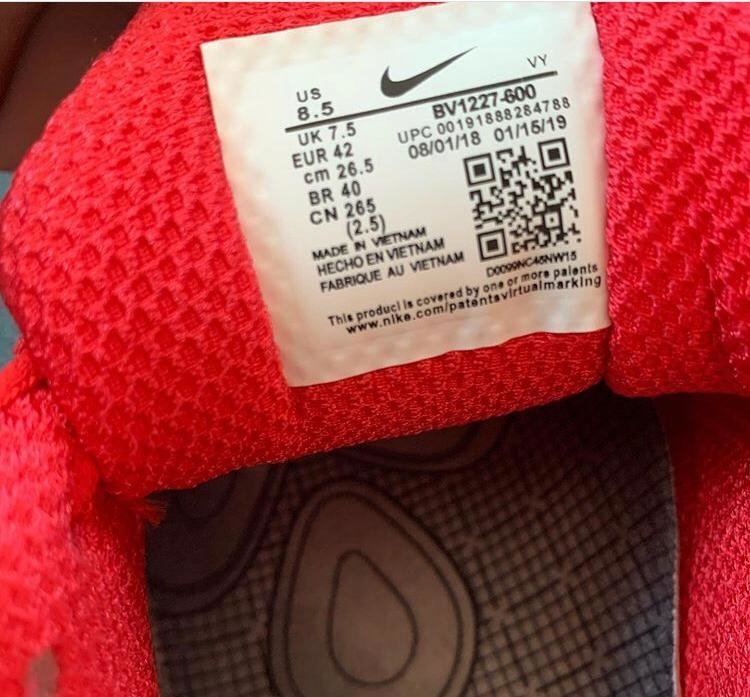 US
8.5
VY
UK 7.5
EUR 42
cm 26.5
BR 40
CN 265
(2.5)
BV1227-600
UPC 00191888284788
08/01/18 01/15/19
MADE IN VIETNAM
HECHO EN VIETNAM
FABRIQUE AU VIETNAM
D0099NC45NW15
This product is covered by one or more patents
www.nike.com/patentsvirtualmarking